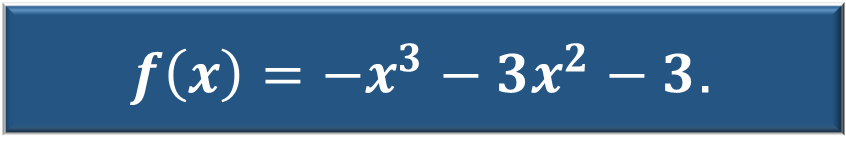 f(x) = −x³ − 3x² − 3.